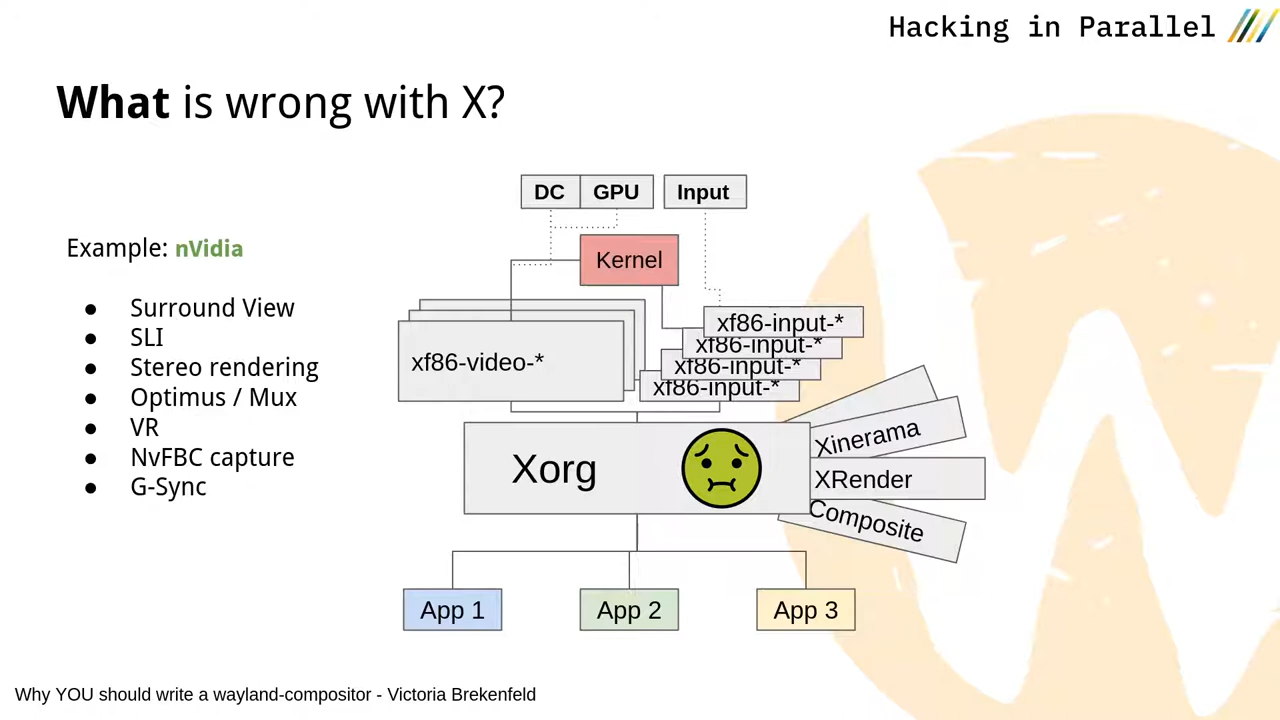 Hacking in Parallel
What is wrong with X?
DC
GPU
Input
Example: nVidia
Kernel
● Surround View
● SLI
● Stereo rendering
● Optimus / Mux
● VR
● NvFBC capture
● G-Sync
xf86-video-*
xf86-input-*
xf86-input-*
xf86-input-*
xf86-input-*
Xorg
Xinerama
XRender
Composite
App 1
App 2
App 3
Why YOU should write a wayland-compositor - Victoria Brekenfeld